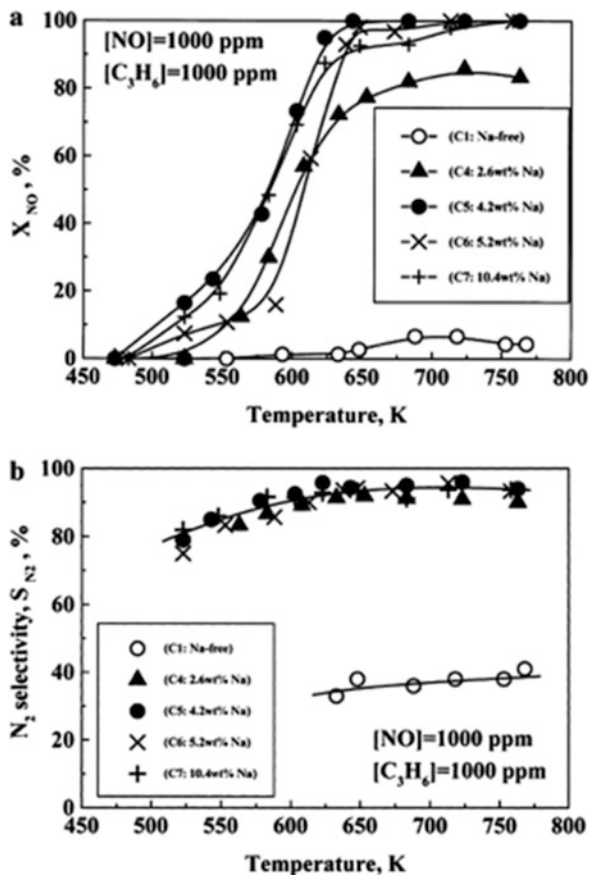 a
[NO]=1000 ppm
[C3H6]=1000 ppm
100
80
60
40
20
0
X NO , %
(C1: Na-free)
(C4: 2.6wt% Na)
(C5: 4.2wt% Na)
(C6: 5.2wt% Na)
(C7: 10.4wt% Na)
450 500 550 600 650 700 750 800
Temperature, K
b
100
80
60
40
20
0
N2 selectivity, S N2 , %
(C1: Na-free)
(C4: 2.6wt% Na)
(C5: 4.2wt% Na)
(C6: 5.2wt% Na)
(C7: 10.4wt% Na)
[NO]=1000 ppm
[C3H6]=1000 ppm
450 500 550 600 650 700 750 800
Temperature, K